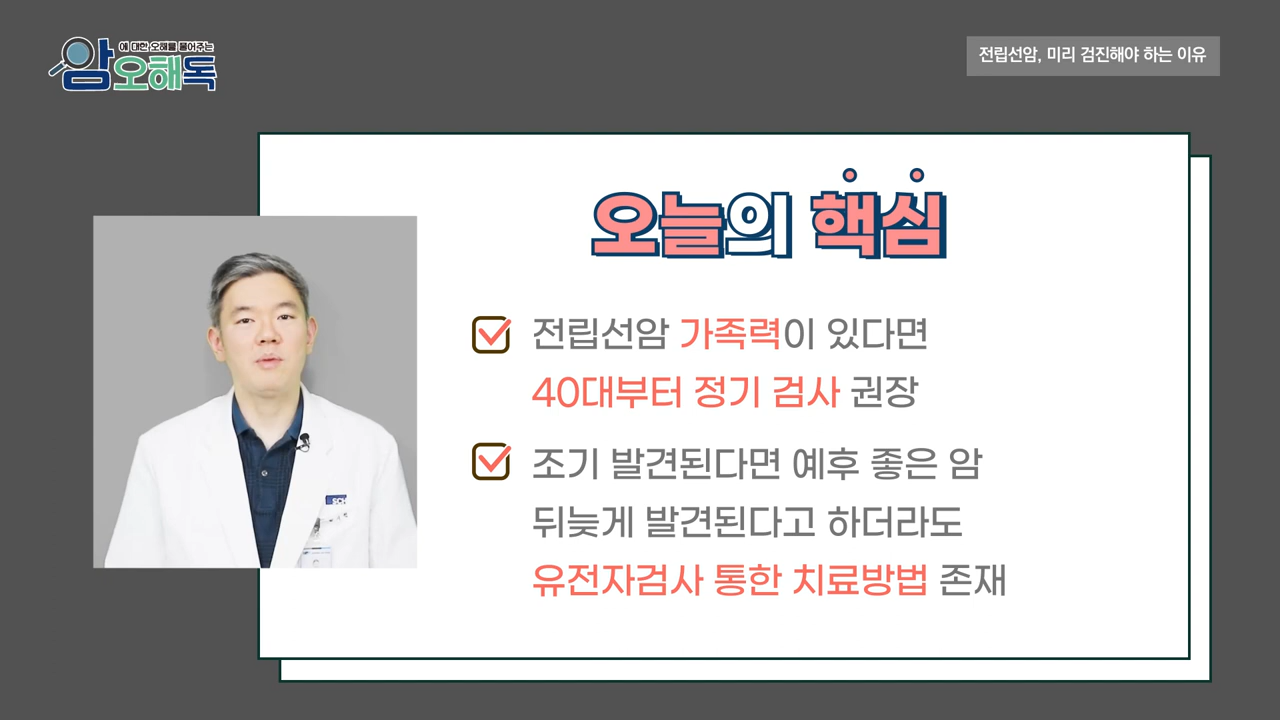 암에 대한 오해를 풀어주는
암오해독
전립선암, 미리 검진해야 하는 이유
오늘의 핵심
전립선암 가족력이 있다면
40대부터 정기 검사 권장
조기 발견된다면 예후 좋은 암
뒤늦게 발견된다고 하더라도
유전자검사 통한 치료방법 존재
SCH